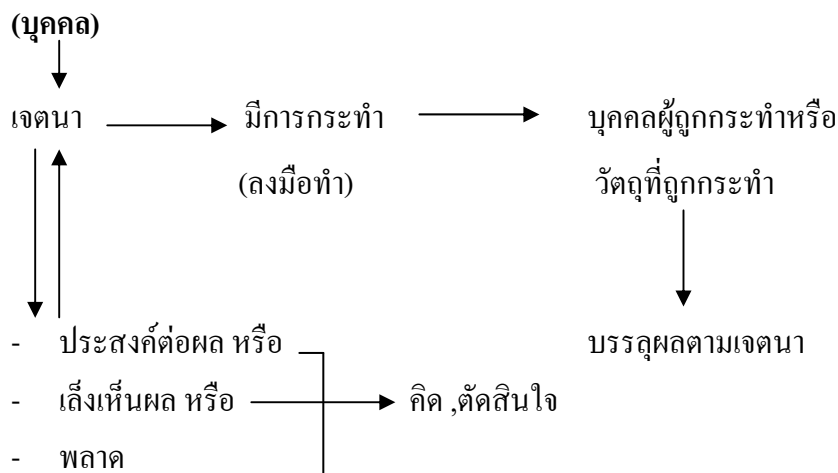 (บุคคล)
เจตนา มีการกระทำ บุคคลผู้ถูกกระทำหรือ
(ลงมือทำ) วัตถุที่ถูกกระทำ
- ประสงค์ต่อผล หรือ บรรลุผลตามเจตนา
- เล็งเห็นผล หรือ คิด ,ตัดสินใจ
- พลาด